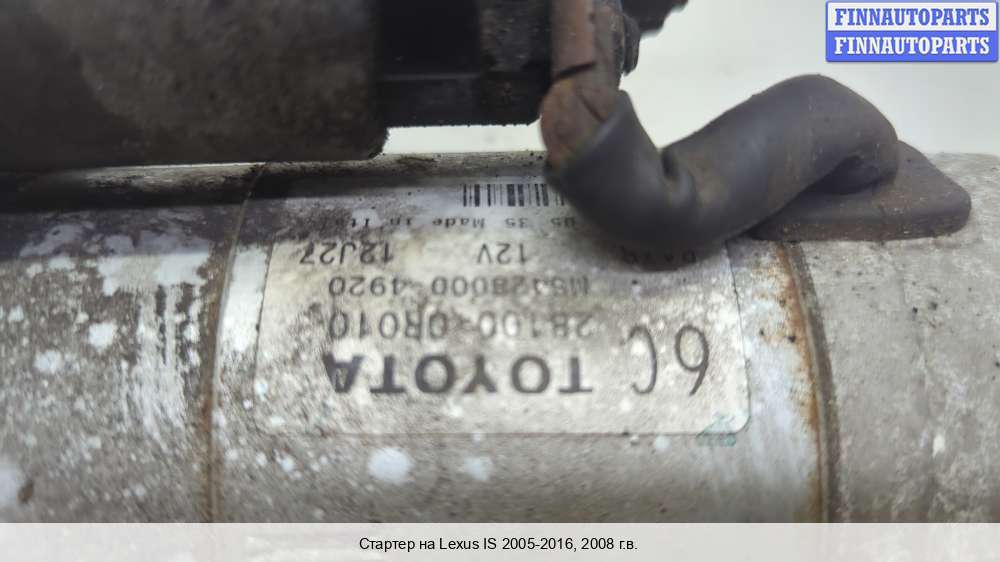 FINNAUTOPARTS
FINNAUTOPARTS
TOYOTA
6C
28100-0R010
MS428000-4920
12V 12J27
Made in
Стартер на Lexus IS 2005-2016, 2008 г.в.